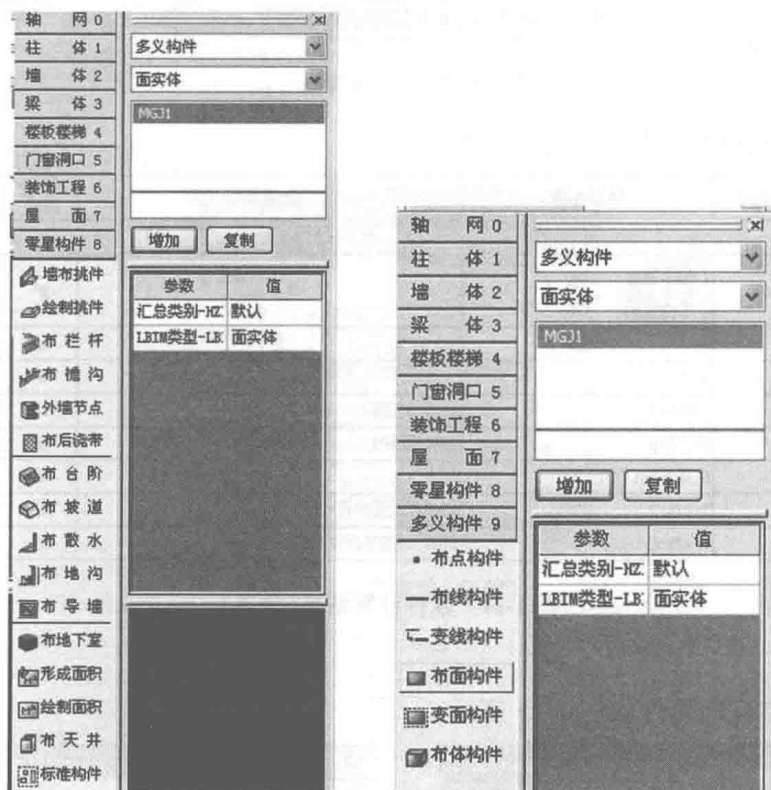 轴 网 0
柱 体 1
墙 体 2
梁 体 3
楼板楼梯 4
门窗洞口 5
装饰工程 6
屋 面 7
零星构件 8
墙布挑件
绘制挑件
布 栏 杆
布 檐 沟
外墙节点
布后浇带
布 台 阶
布 坡 道
布 散 水
布 地 沟
布 导 墙
布地下室
形成面积
绘制面积
布 天 井
标准构件
多义构件
面实体
MGJ1
增加 复制
参数 值
汇总类别-HZ 默认
LBIM类型-LB 面实体
轴 网 0
柱 体 1
墙 体 2
梁 体 3
楼板楼梯 4
门窗洞口 5
装饰工程 6
屋 面 7
零星构件 8
多义构件 9
布点构件
布线构件
变线构件
布面构件
变面构件
布体构件
多义构件
面实体
MGJ1
增加 复制
参数 值
汇总类别-HZ 默认
LBIM类型-LB 面实体